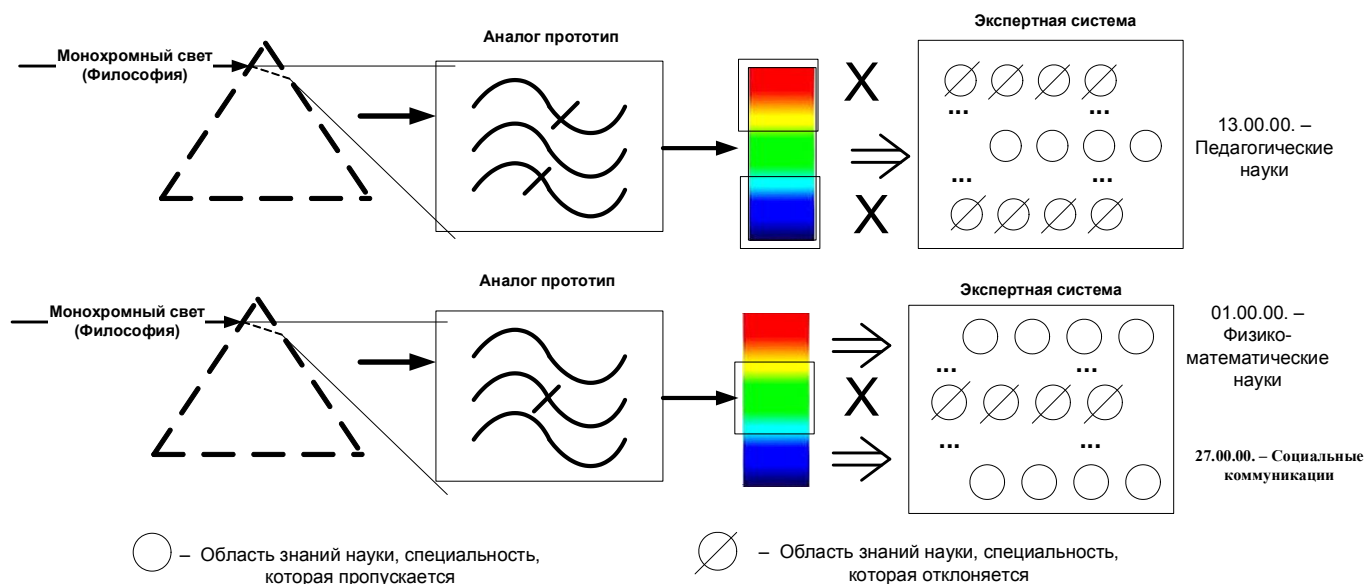 Экспертная система
Аналог прототип
Монохромный свет
(Философия)
X
...
...
13.00.00. –
Педагогические
науки
...
...
X
Аналог прототип
Экспертная система
Монохромный свет
(Философия)
01.00.00. –
Физико-
математические
науки
...
...
X
...
...
27.00.00. – Социальные
коммуникации
– Область знаний науки, специальность,
которая пропускается
– Область знаний науки, специальность,
которая отклоняется